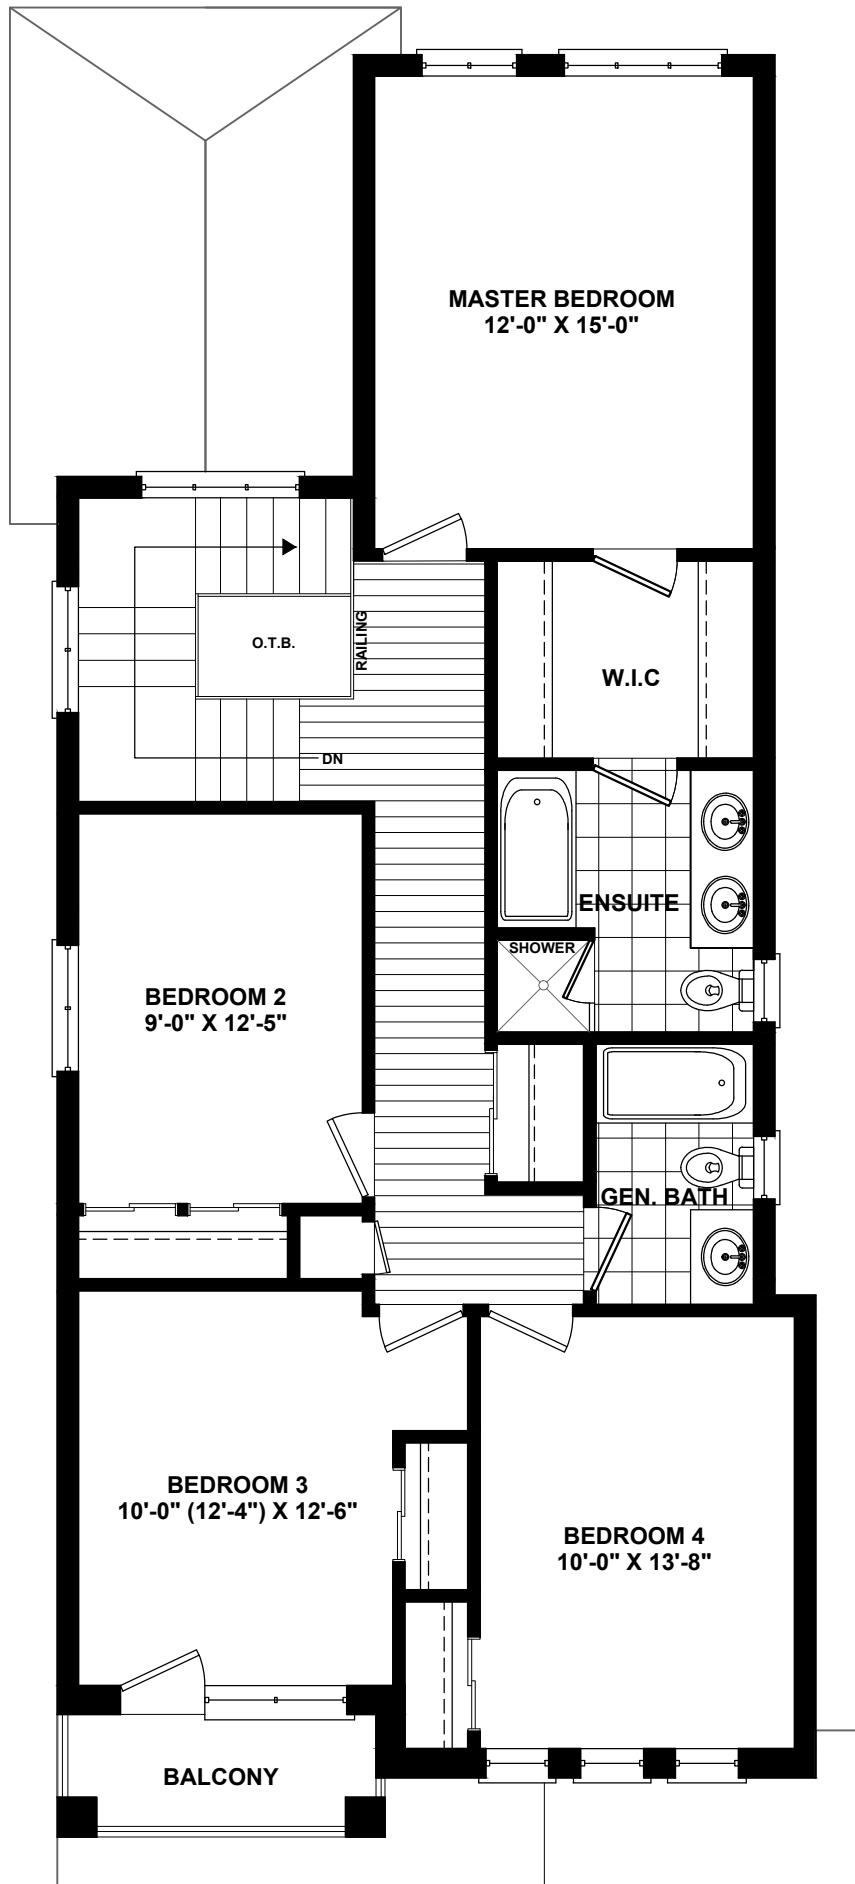 MASTER BEDROOM
12'-0" X 15'-0"
O.T.B.
RAILING
W.I.C
DN
ENSUITE
SHOWER
BEDROOM 2
9'-0" X 12'-5"
GEN. BATH
BEDROOM 3
10'-0" (12'-4") X 12'-6"
BEDROOM 4
10'-0" X 13'-8"
BALCONY